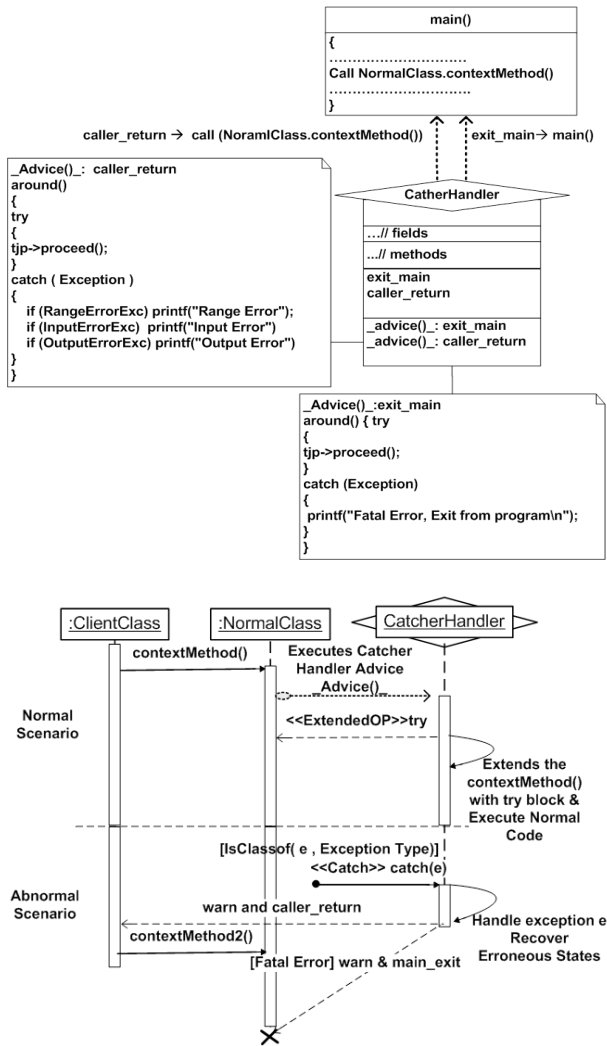 main()
{
…………………………
Call NormalClass.contextMethod()
………………………….
}
caller_return → call (NoramlClass.contextMethod())
exit_main→ main()
_Advice()_: caller_return
around()
{
try
{
tjp->proceed();
}
catch ( Exception )
{
if (RangeErrorExc) printf("Range Error");
if (InputErrorExc) printf("Input Error")
if (OutputErrorExc) printf("Output Error")
}
}
CatherHandler
…// fields
...// methods
exit_main
caller_return
_advice()_: exit_main
_advice()_: caller_return
_Advice()_:exit_main
around() { try
{
tjp->proceed();
}
catch (Exception)
{
printf("Fatal Error, Exit from program\n");
}
}
:ClientClass
:NormalClass
CatcherHandler
contextMethod()
Executes Catcher
Handler Advice
_Advice()_
<<ExtendedOP>>try
Normal
Scenario
Extends the
contextMethod()
with try block &
Execute Normal
Code
[IsClassof( e , Exception Type)]
<<Catch>> catch(e)
Abnormal
Scenario
warn and caller_return
Handle exception e
Recover
Erroneous States
contextMethod2()
[Fatal Error] warn & main_exit